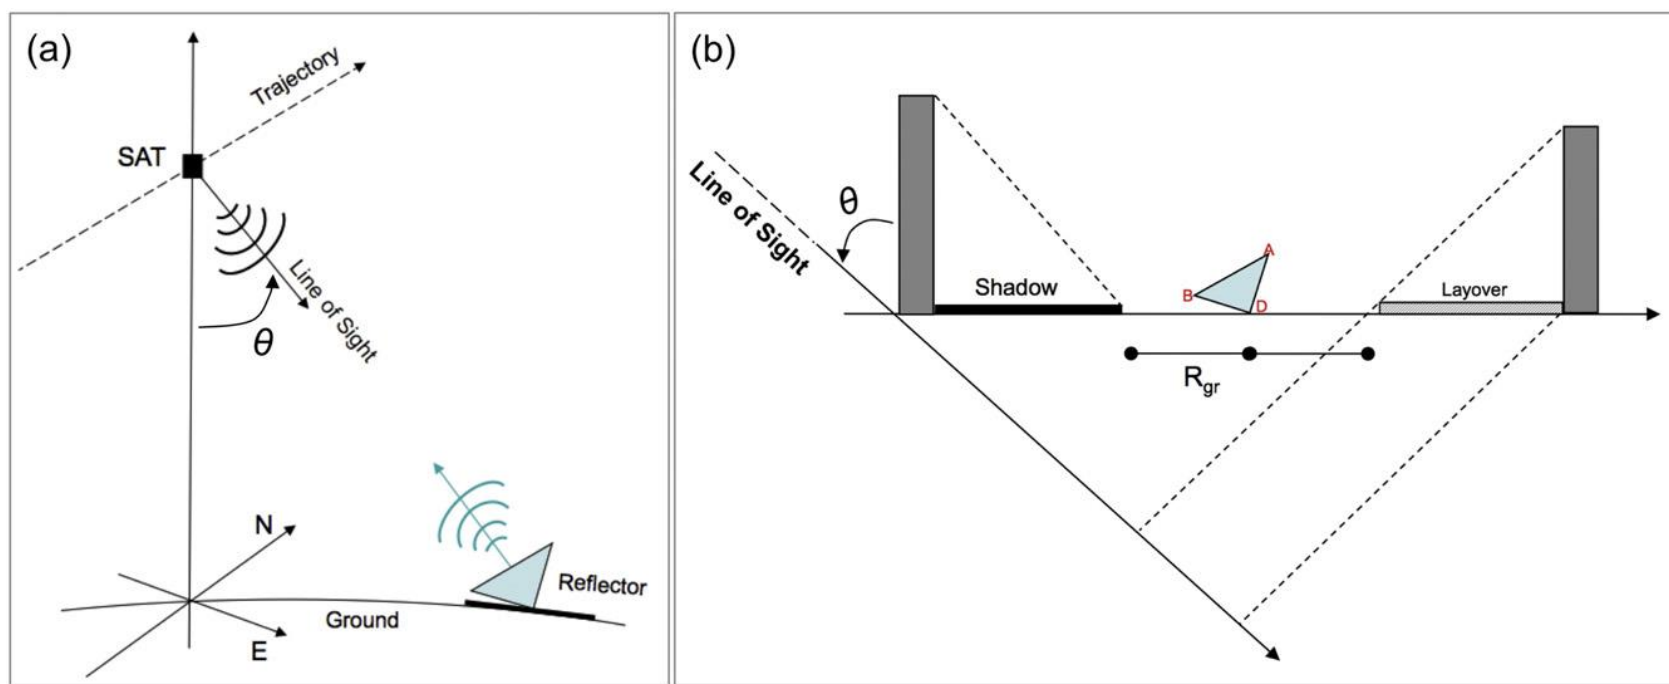 (a)
Trajectory
SAT
Line of Sight
θ
N
E
Ground
Reflector
(b)
Line of Sight
θ
Shadow
A
B
D
Layover
Rgr